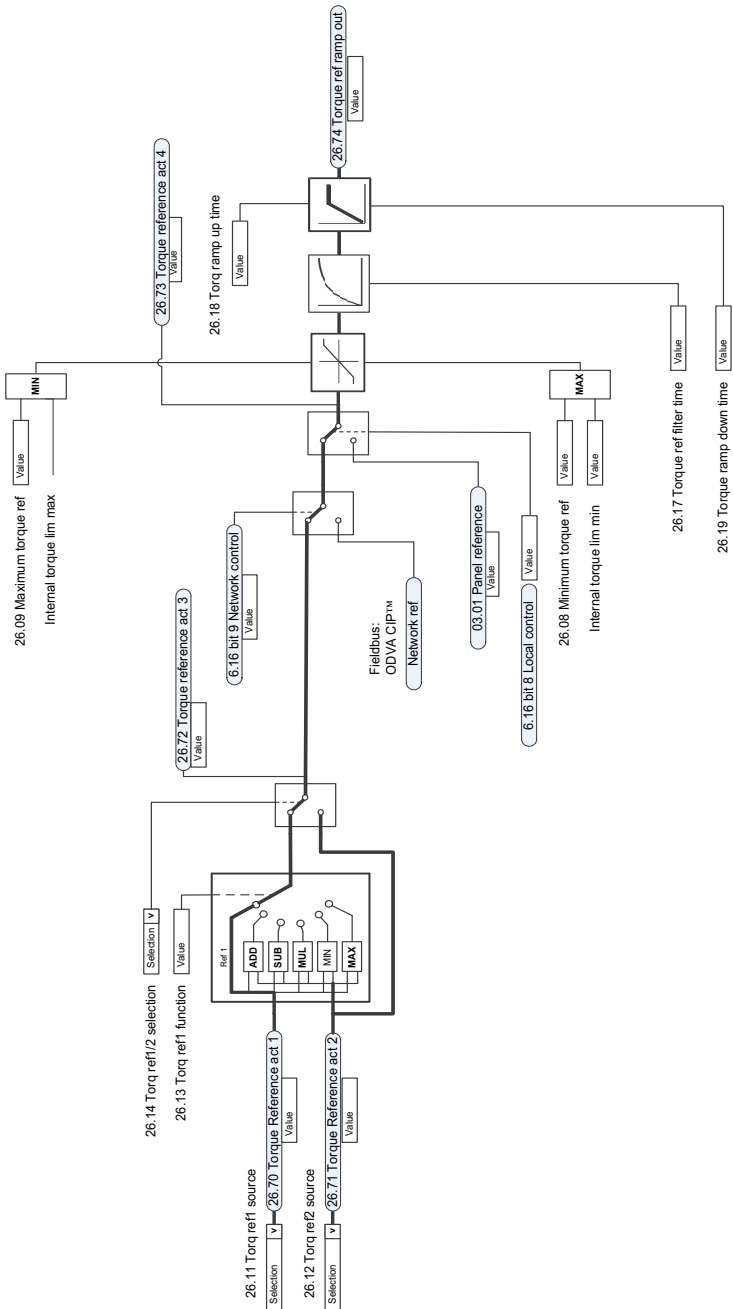 26.11 Torq ref1 source
Selection v
26.70 Torque Reference act 1
Value
26.12 Torq ref2 source
Selection v
26.71 Torque Reference act 2
Value
26.14 Torq ref1/2 selection
Selection v
26.13 Torq ref1 function
Value
Ref 1
ADD
SUB
MUL
MIN
MAX
26.72 Torque reference act 3
Value
6.16 bit 9 Network control
Value
Fieldbus:
ODVA CIP™
Network ref
03.01 Panel reference
Value
6.16 bit 8 Local control
Value
26.09 Maximum torque ref
Value
Internal torque lim max
MIN
26.73 Torque reference act 4
Value
26.08 Minimum torque ref
Value
Internal torque lim min
Value
MAX
26.18 Torq ramp up time
Value
26.17 Torque ref filter time
Value
26.19 Torque ramp down time
Value
26.74 Torque ref ramp out
Value